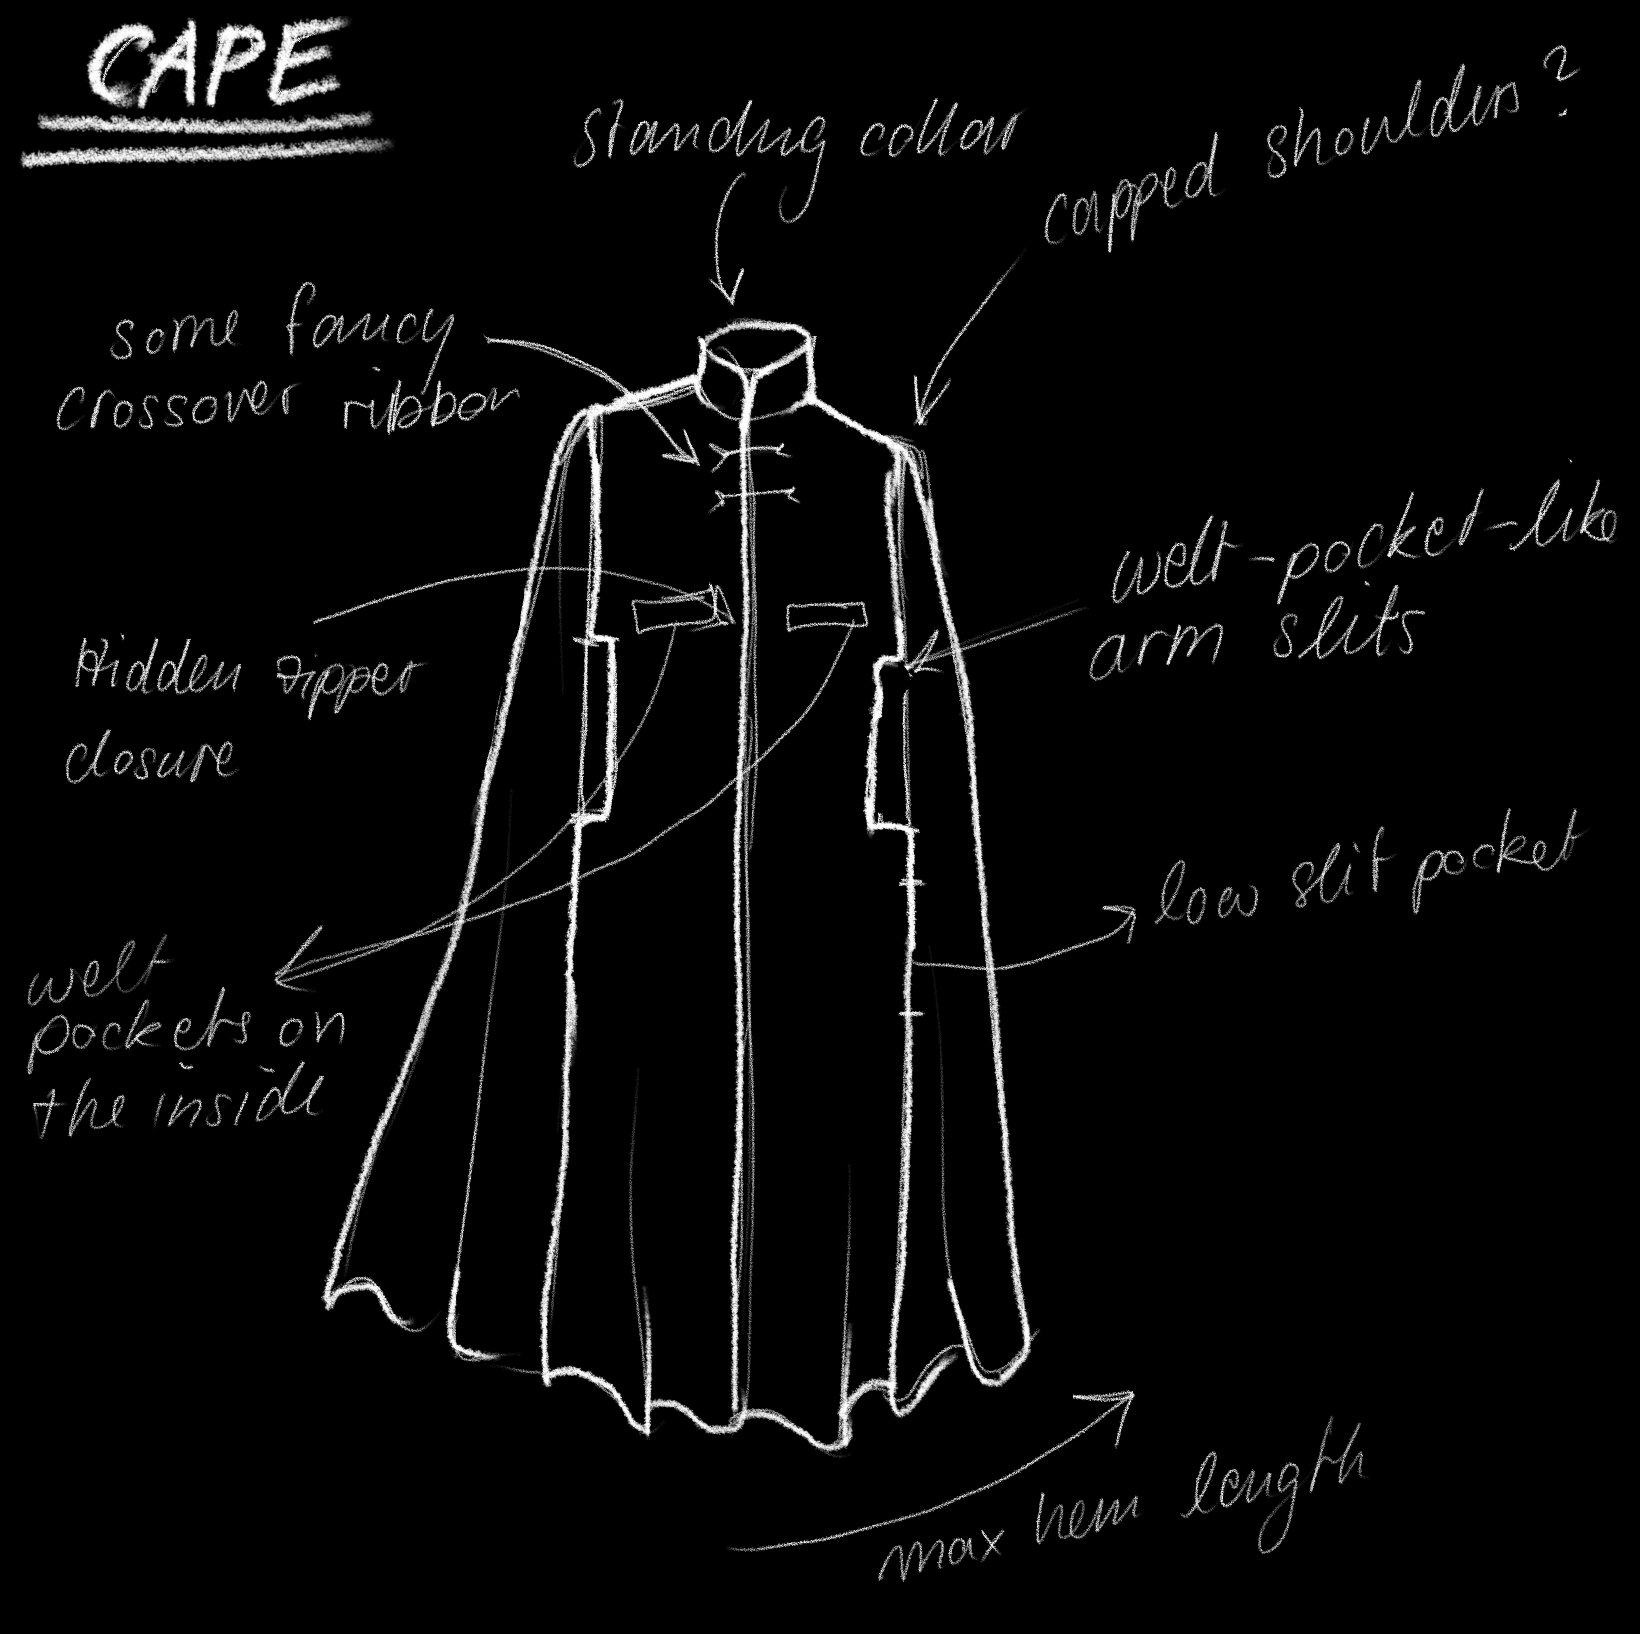 CAPE
standing collar
capped shoulders?
some fancy
crossover ribbon
welt-pocket-like
arm slits
Hidden zipper
closure
low slit pocket
welt
pockets on
the inside
max hem length